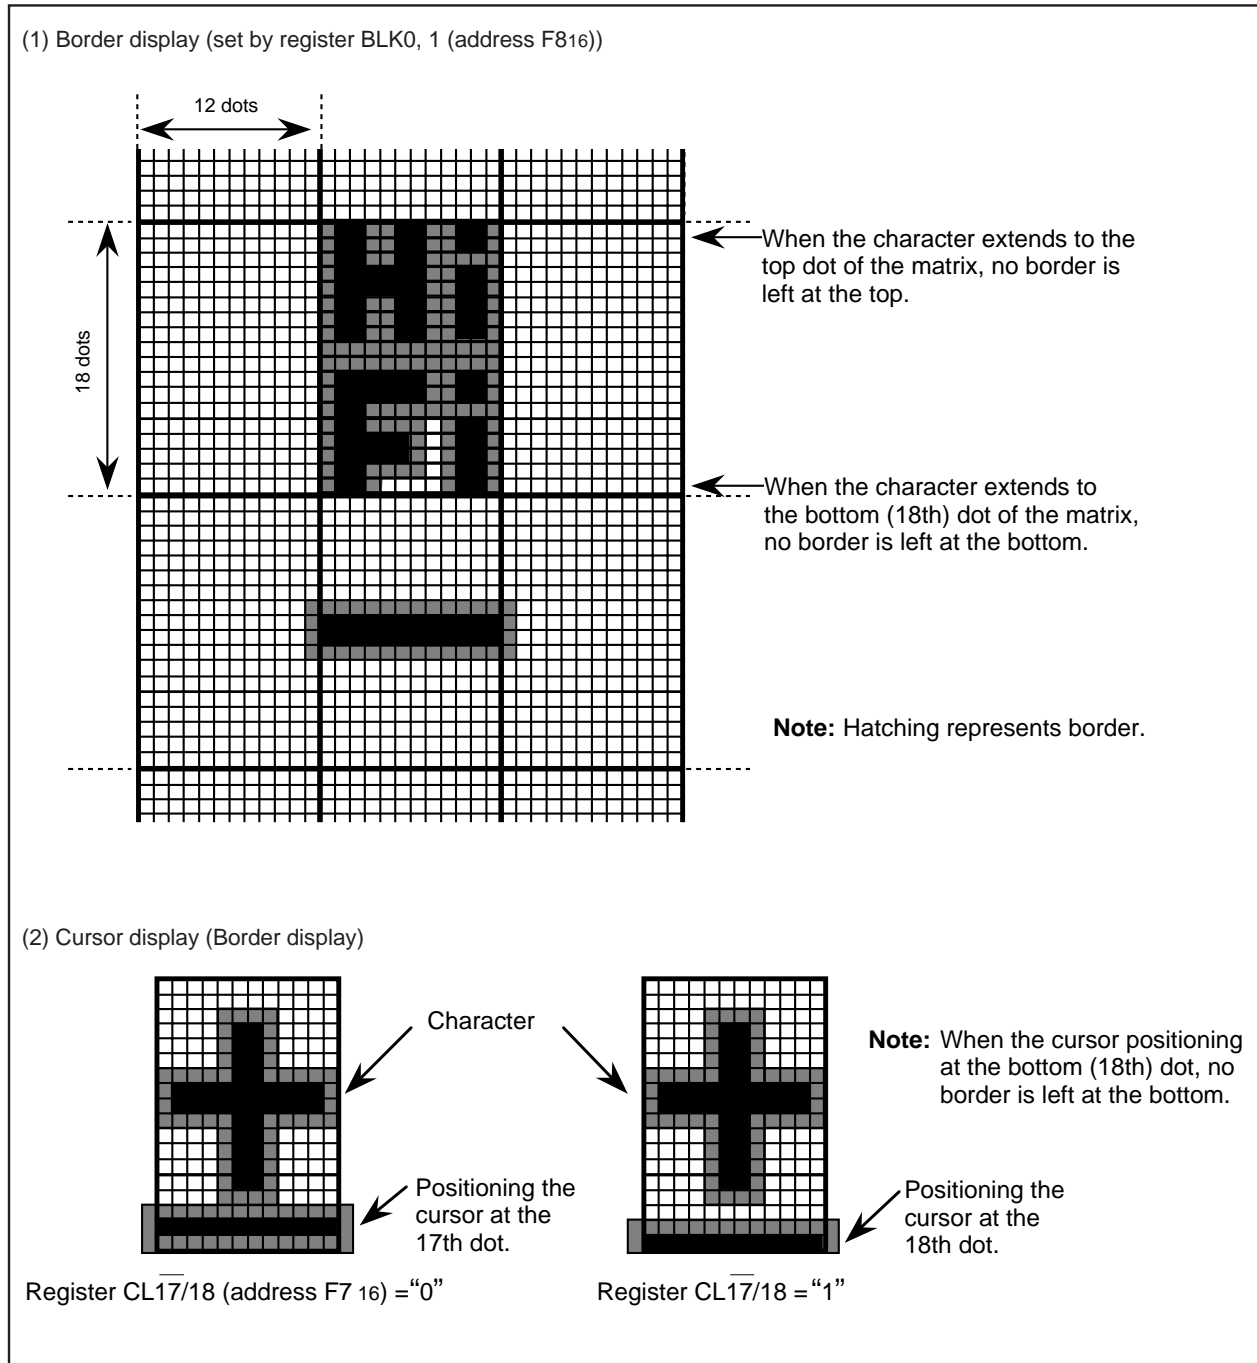 (1) Border display (set by register BLK0, 1 (address F816))
12 dots
18 dots
When the character extends to the
top dot of the matrix, no border is
left at the top.
When the character extends to
the bottom (18th) dot of the matrix,
no border is left at the bottom.
Note: Hatching represents border.
(2) Cursor display (Border display)
Character
Note: When the cursor positioning
at the bottom (18th) dot, no
border is left at the bottom.
Positioning the
cursor at the
17th dot.
Positioning the
cursor at the
18th dot.
Register CL1̅7̅/18 (address F7 16) =“0”
Register CL1̅7̅/18 = “1”